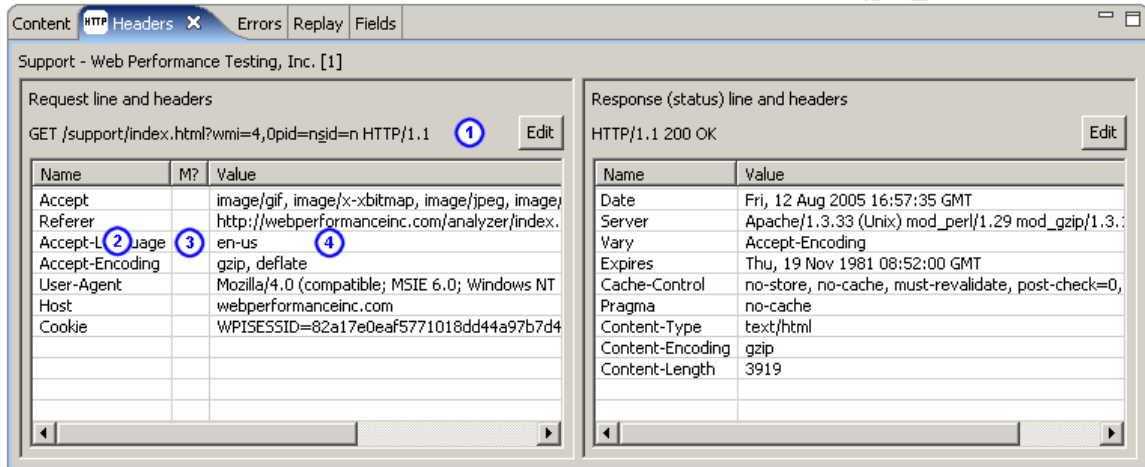 Content HTTP Headers Errors Replay Fields
Support - Web Performance Testing, Inc. [1]
Request line and headers
GET /support/index.html?wmi=4,0pid=nsid=n HTTP/1.1 1 Edit
Name M? Value
Accept image/gif, image/x-xbitmap, image/jpeg, image/
Referer http://webperformanceinc.com/analyzer/index.
2 3 en-us 4
Accept-Encoding gzip, deflate
User-Agent Mozilla/4.0 (compatible; MSIE 6.0; Windows NT
Host webperformanceinc.com
Cookie WPISESSID=82a17e0eaf5771018dd44a97b7d4
Response (status) line and headers
HTTP/1.1 200 OK Edit
Name Value
Date Fri, 12 Aug 2005 16:57:35 GMT
Server Apache/1.3.33 (Unix) mod_perl/1.29 mod_gzip/1.3.
Vary Accept-Encoding
Expires Thu, 19 Nov 1981 08:52:00 GMT
Cache-Control no-store, no-cache, must-revalidate, post-check=0,
Pragma no-cache
Content-Type text/html
Content-Encoding gzip
Content-Length 3919